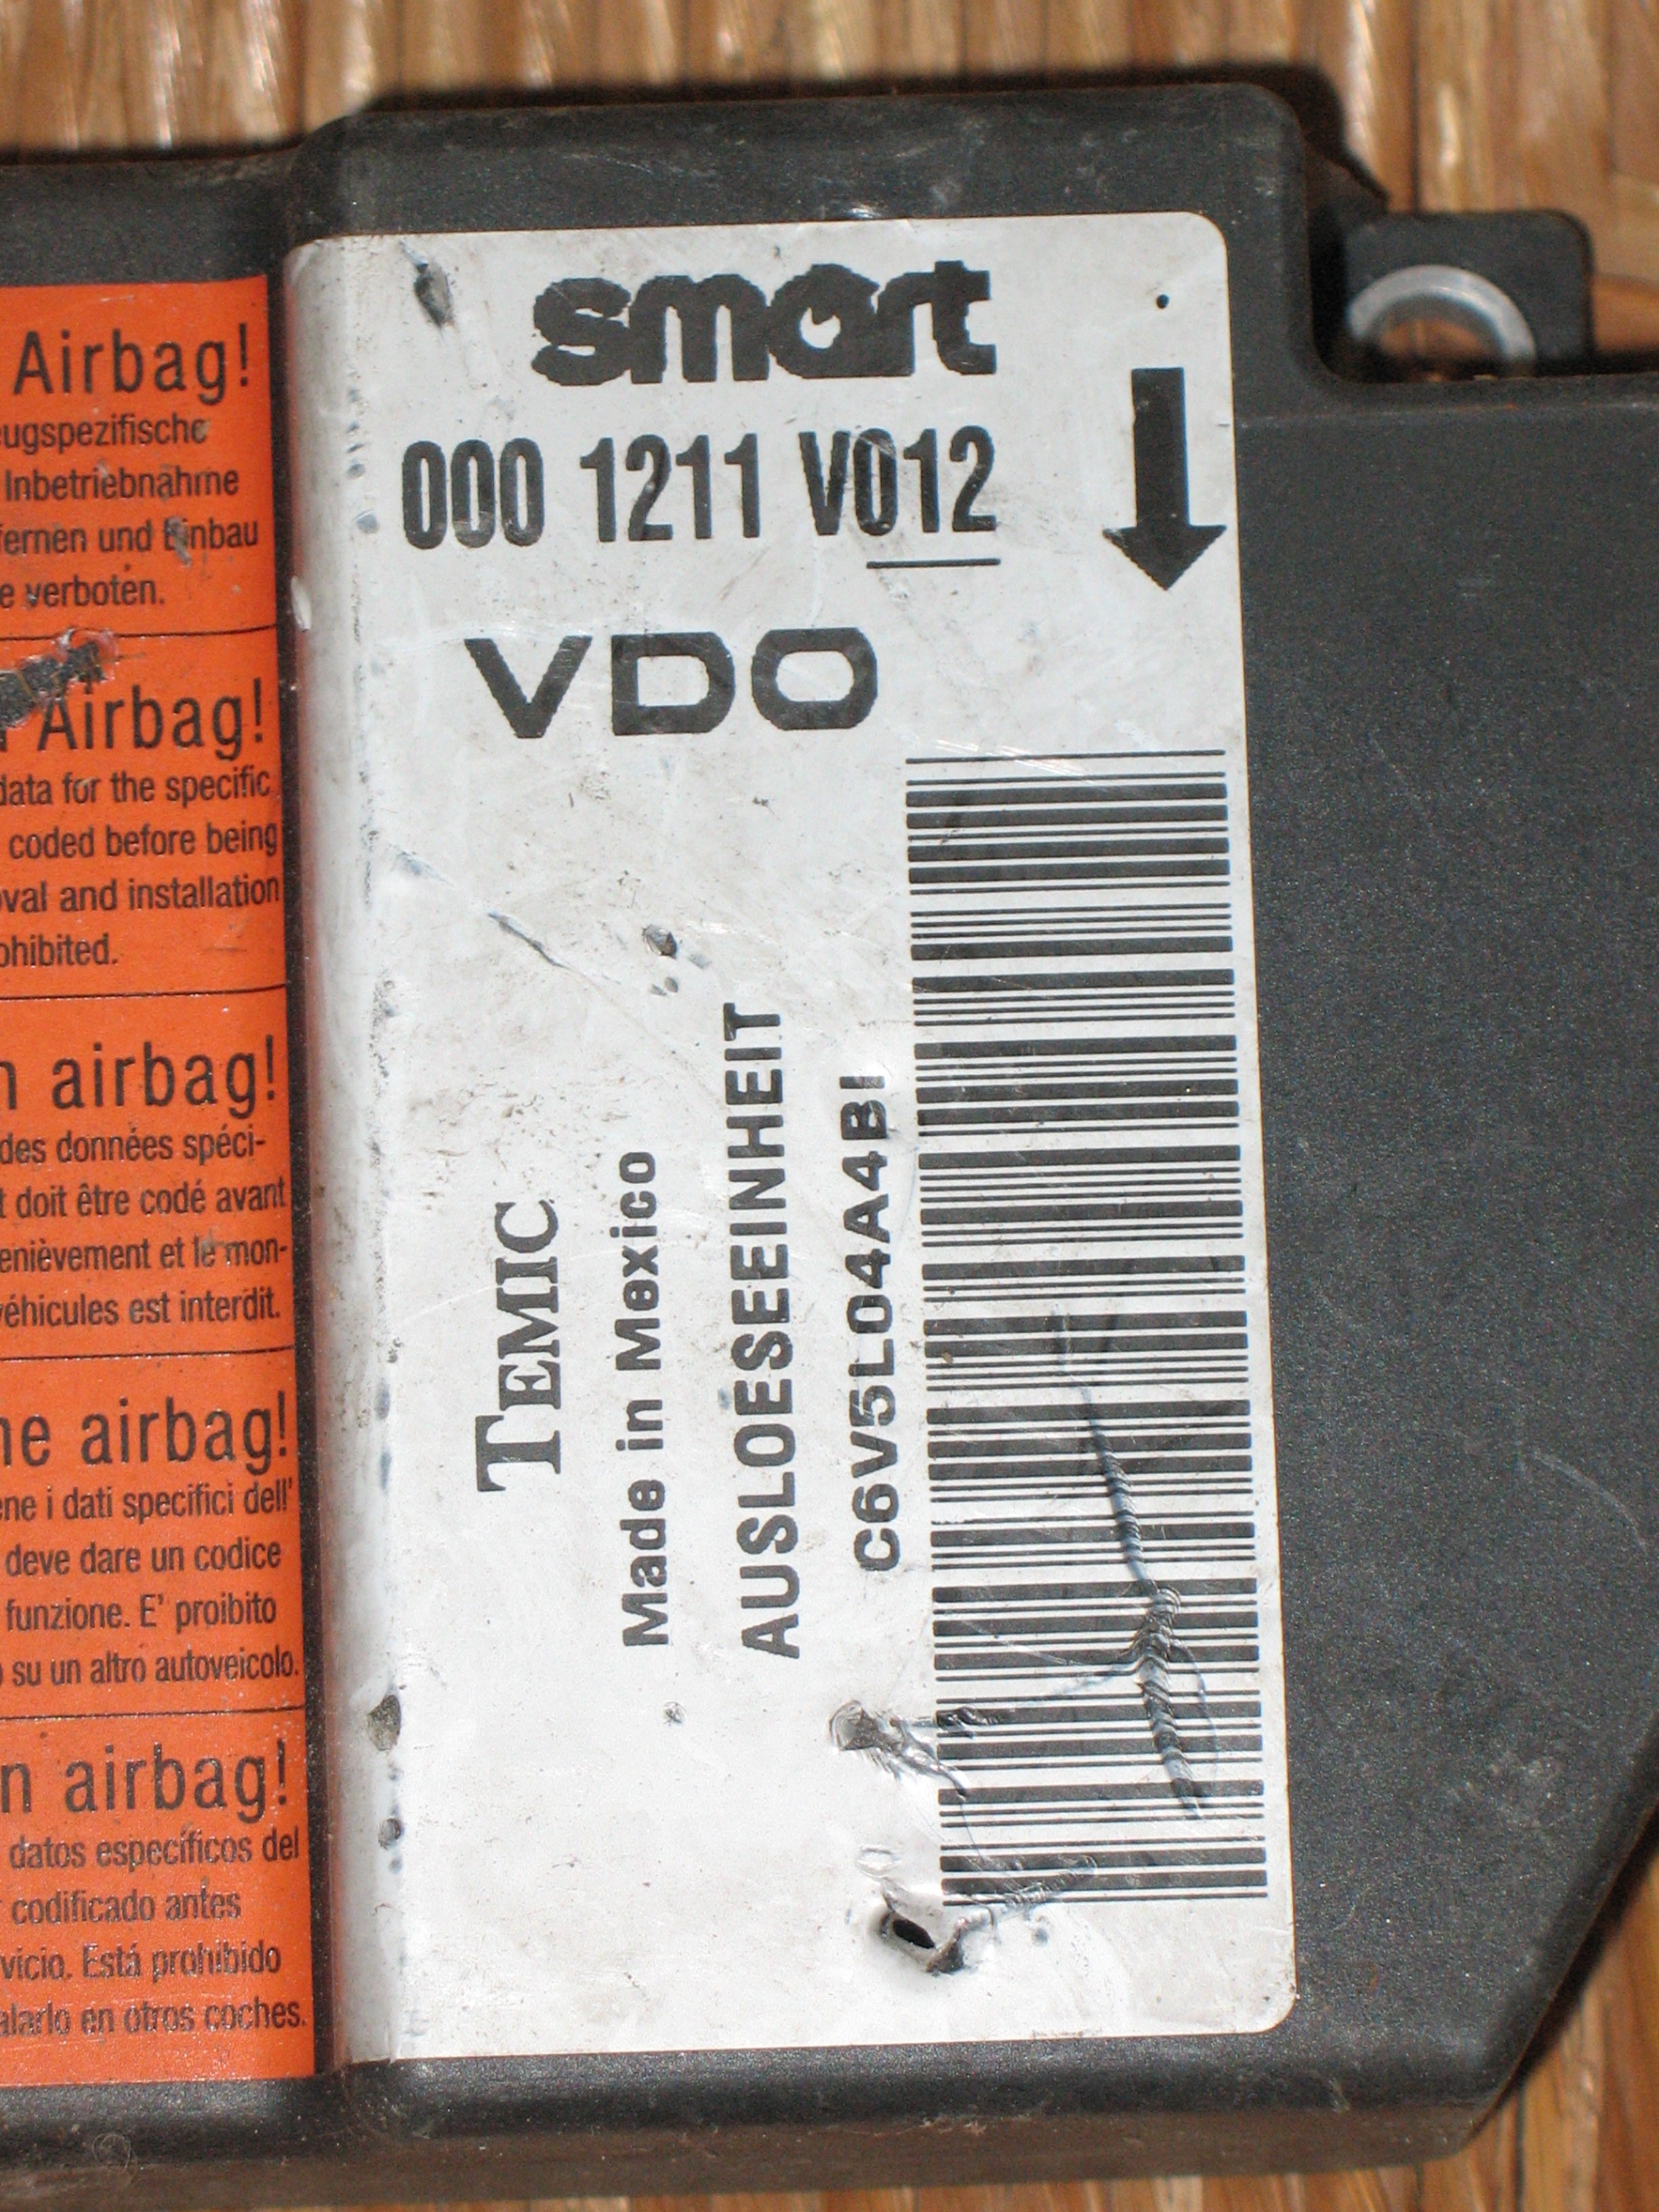 Airbag!
eugspezifische
Inbetriebnahme
fernen und Einbau
e verboten.
Airbag!
data for the specific
coded before being
oval and installation
ohibited.
n airbag!
des données spéci-
t doit être codé avant
enièvement et le mon-
véhicules est interdit.
ne airbag!
ene i dati specifici dell'
deve dare un codice
funzione. E' proibito
o su un altro autoveicolo.
n airbag!
datos específicos del
r codificado antes
vicio. Está prohibido
alarlo en otros coches.
smart
000 1211 V012
VDO
TEMIC
Made in Mexico
AUSLOESEEINHEIT
C6V5L04A4BI